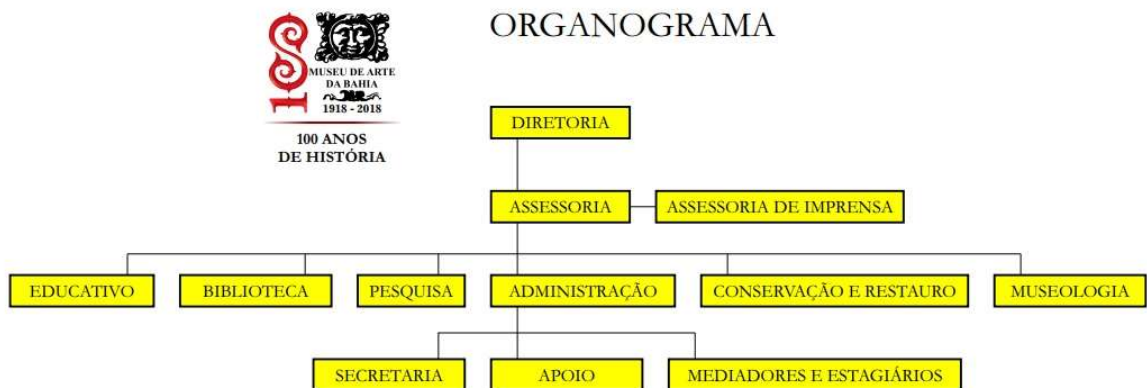 ORGANOGRAMA
MUSEU DE ARTE
DA BAHIA
1918 - 2018
100 ANOS
DE HISTÓRIA
DIRETORIA
ASSESSORIA
ASSESSORIA DE IMPRENSA
EDUCATIVO
BIBLIOTECA
PESQUISA
ADMINISTRAÇÃO
CONSERVAÇÃO E RESTAURO
MUSEOLOGIA
SECRETARIA
APOIO
MEDIADORES E ESTAGIÁRIOS